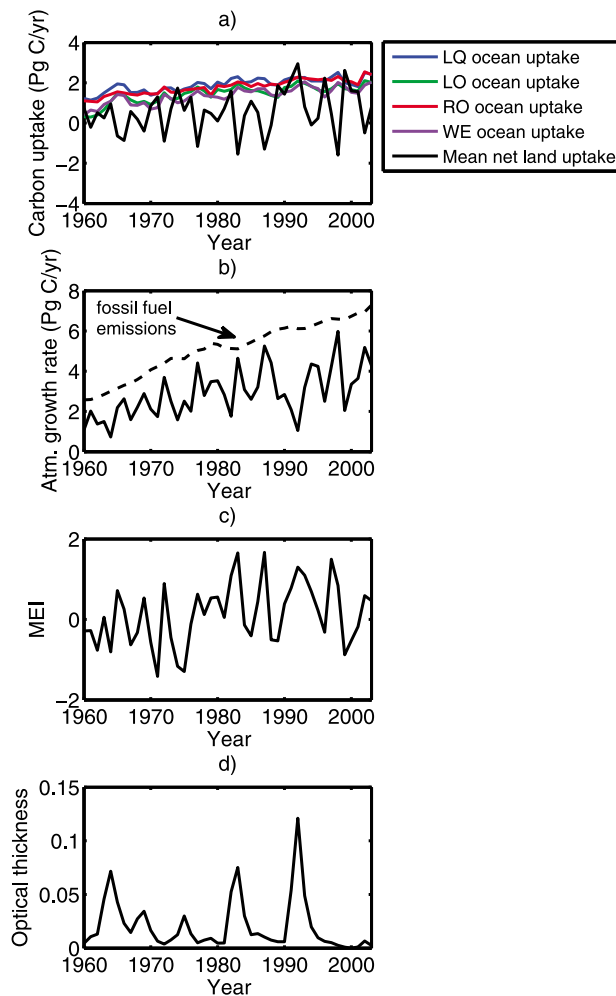 a)
Carbon uptake (Pg C/yr)
4
2
0
−2
−4
1960 1970 1980 1990 2000
Year
LQ ocean uptake
LO ocean uptake
RO ocean uptake
WE ocean uptake
Mean net land uptake
b)
Atm. growth rate (Pg C/yr)
8
6
4
2
0
fossil fuel
emissions
1960 1970 1980 1990 2000
Year
c)
MEI
2
0
−2
1960 1970 1980 1990 2000
Year
d)
Optical thickness
0.15
0.1
0.05
0
1960 1970 1980 1990 2000
Year